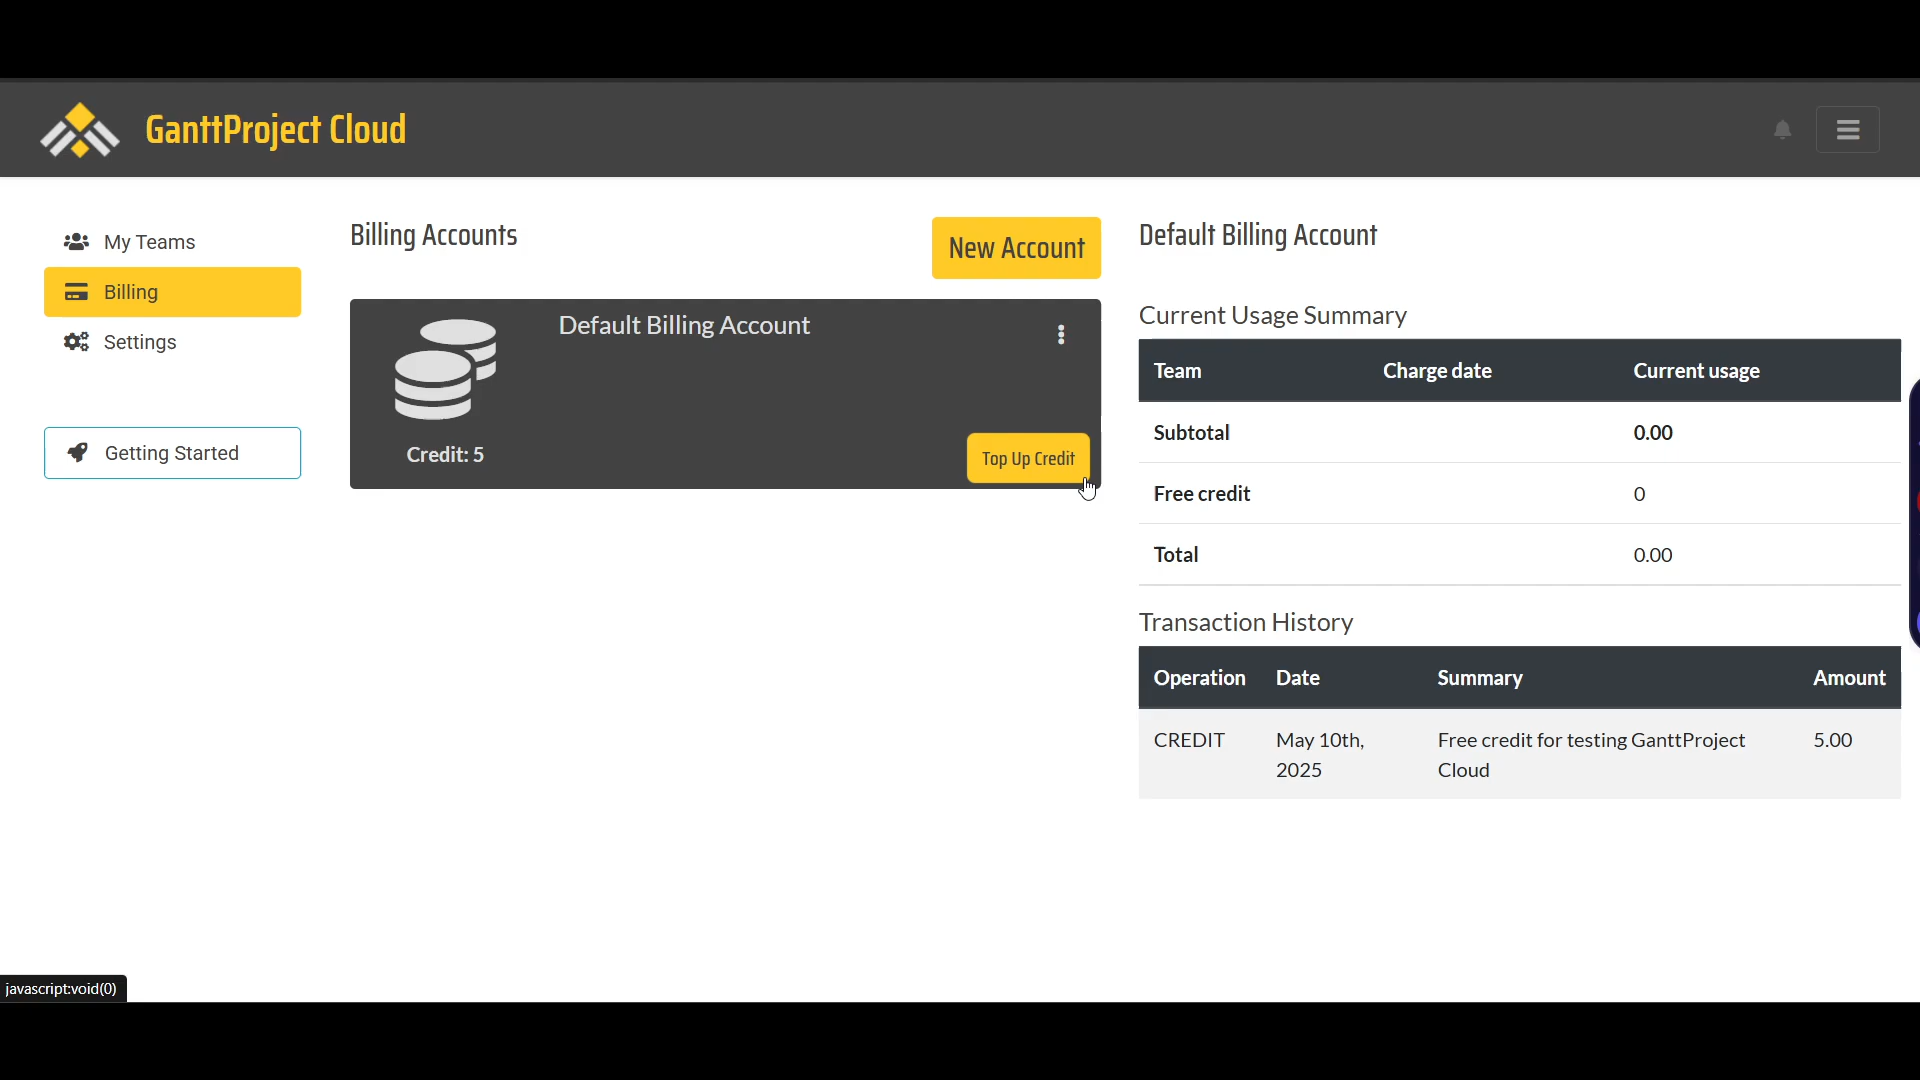 GanttProject Cloud
My Teams
Billing
Settings
Getting Started
Billing Accounts
New Account
Default Billing Account
Credit: 5
Top Up Credit
Default Billing Account
Current Usage Summary
Team Charge date Current usage
Subtotal 0.00
Free credit 0
Total 0.00
Transaction History
Operation Date Summary Amount
CREDIT May 10th, Free credit for testing GanttProject 5.00
2025 Cloud
javascript:void(0)